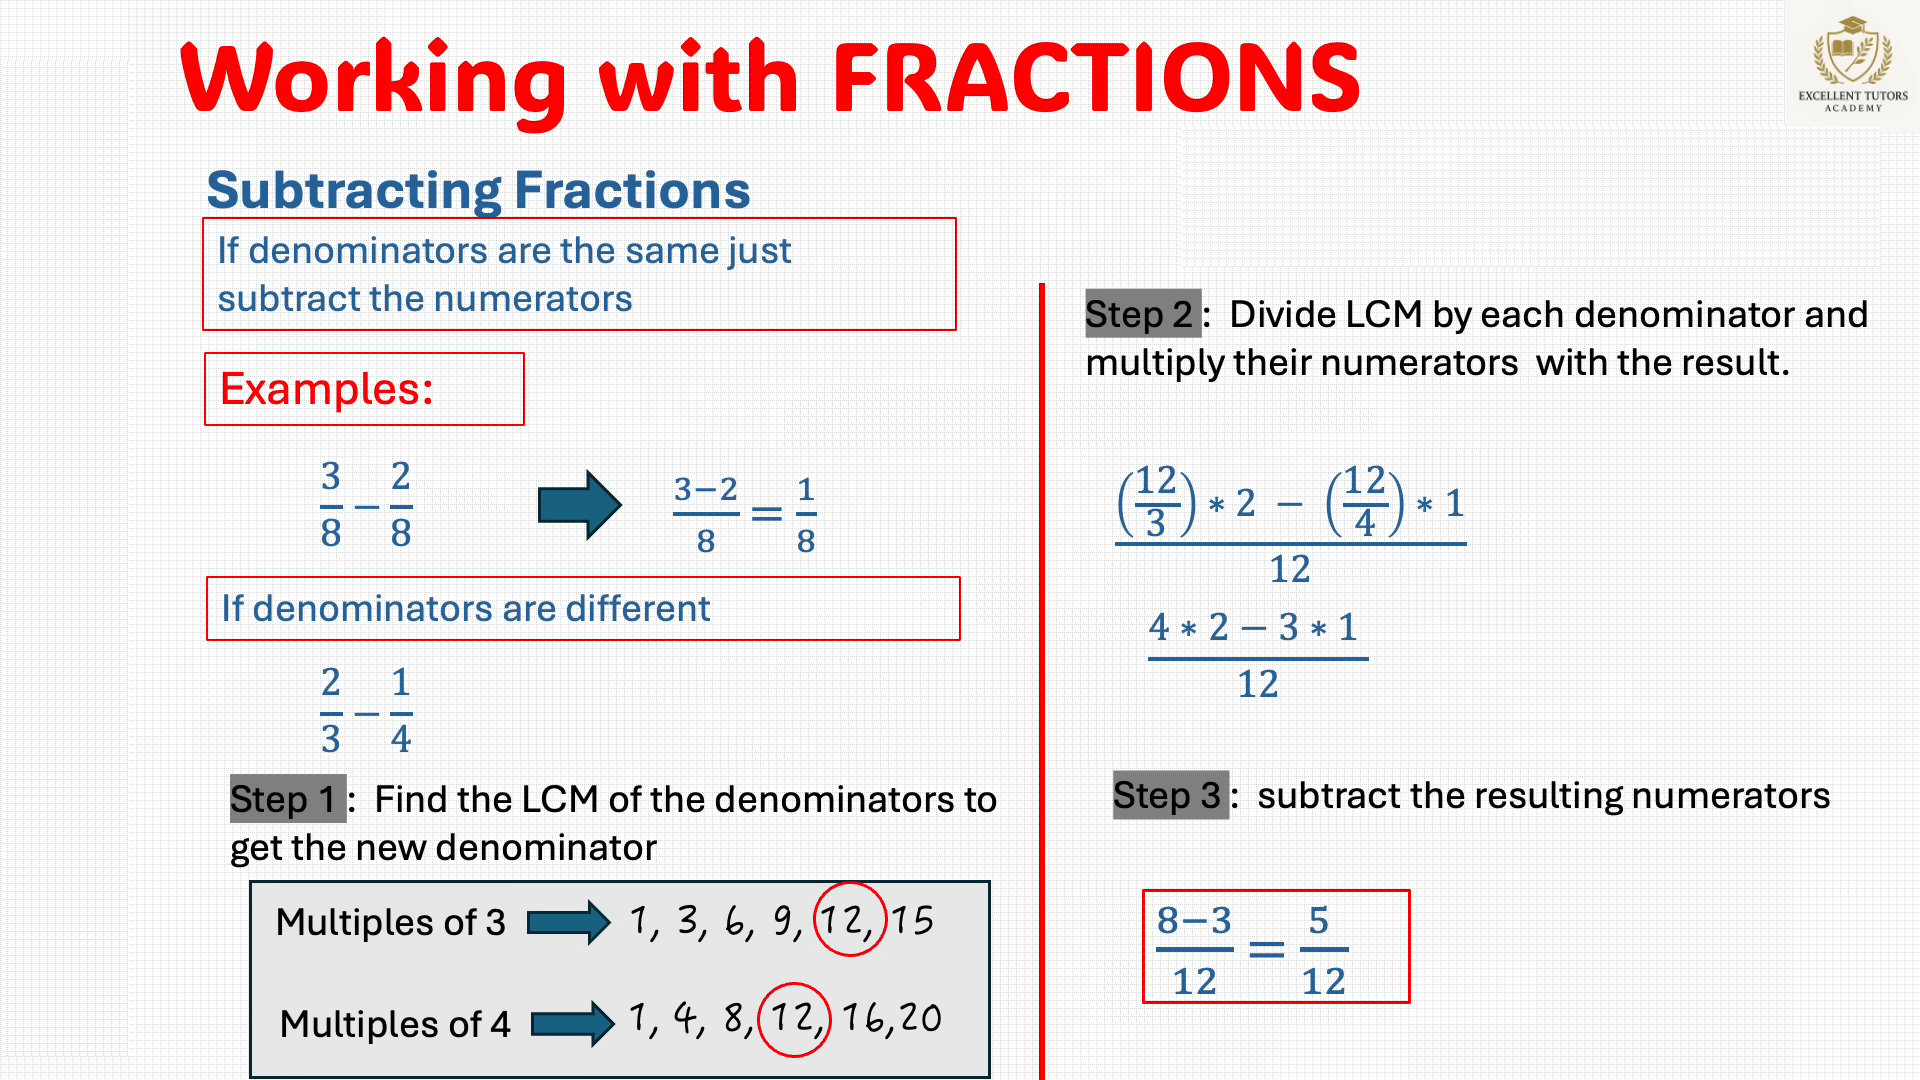 Working with FRACTIONS
EXCELLENT TUTORS
ACADEMY
Subtracting Fractions
If denominators are the same just
subtract the numerators
Examples:
3/8 − 2/8
(3−2)/8 = 1/8
If denominators are different
2/3 − 1/4
Step 1 : Find the LCM of the denominators to
get the new denominator
Multiples of 3 1, 3, 6, 9, 12, 15
Multiples of 4 1, 4, 8, 12, 16,20
Step 2 : Divide LCM by each denominator and
multiply their numerators with the result.
((12/3) * 2 − (12/4) * 1)/12
(4 * 2 − 3 * 1)/12
Step 3 : subtract the resulting numerators
(8−3)/12 = 5/12